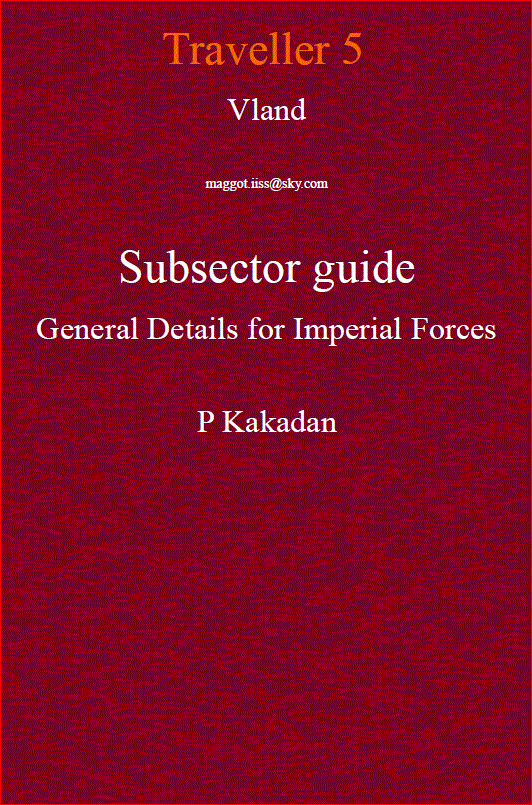 Traveller 5
Vland
maggot.iiss@sky.com
Subsector guide
General Details for Imperial Forces
P Kakadan